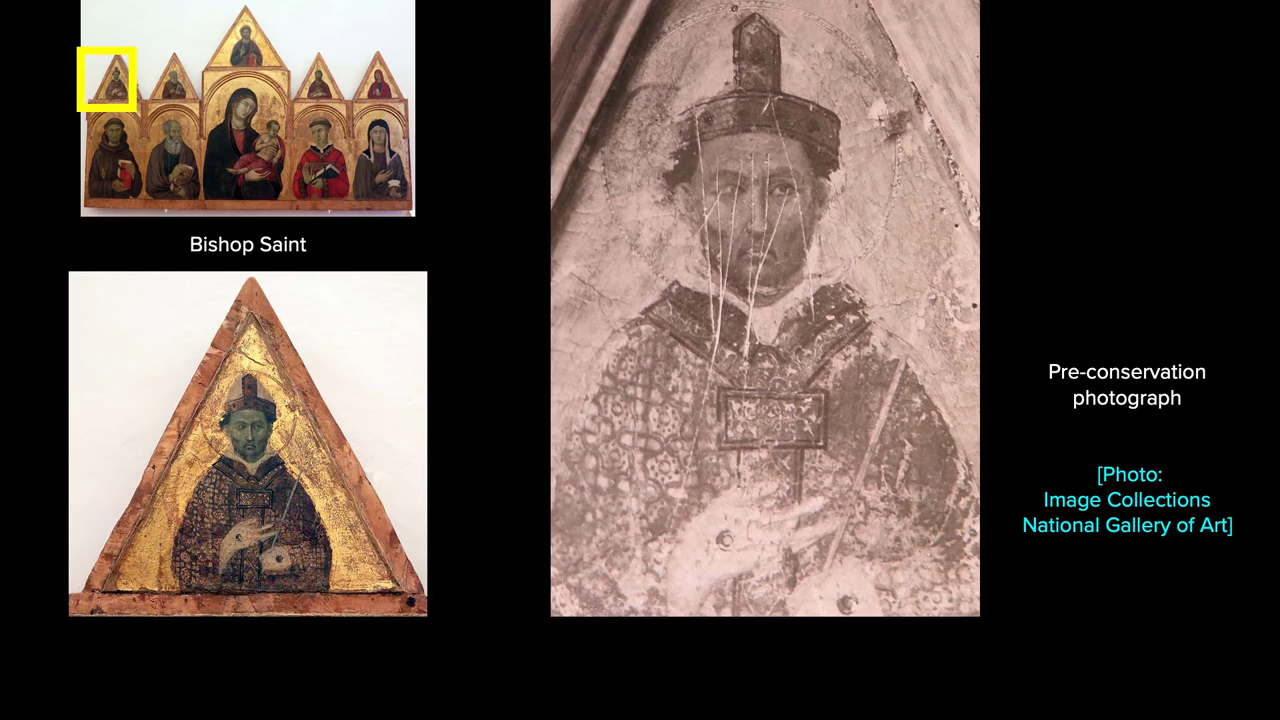 Bishop Saint
Pre-conservation
photograph
[Photo:
Image Collections
National Gallery of Art]